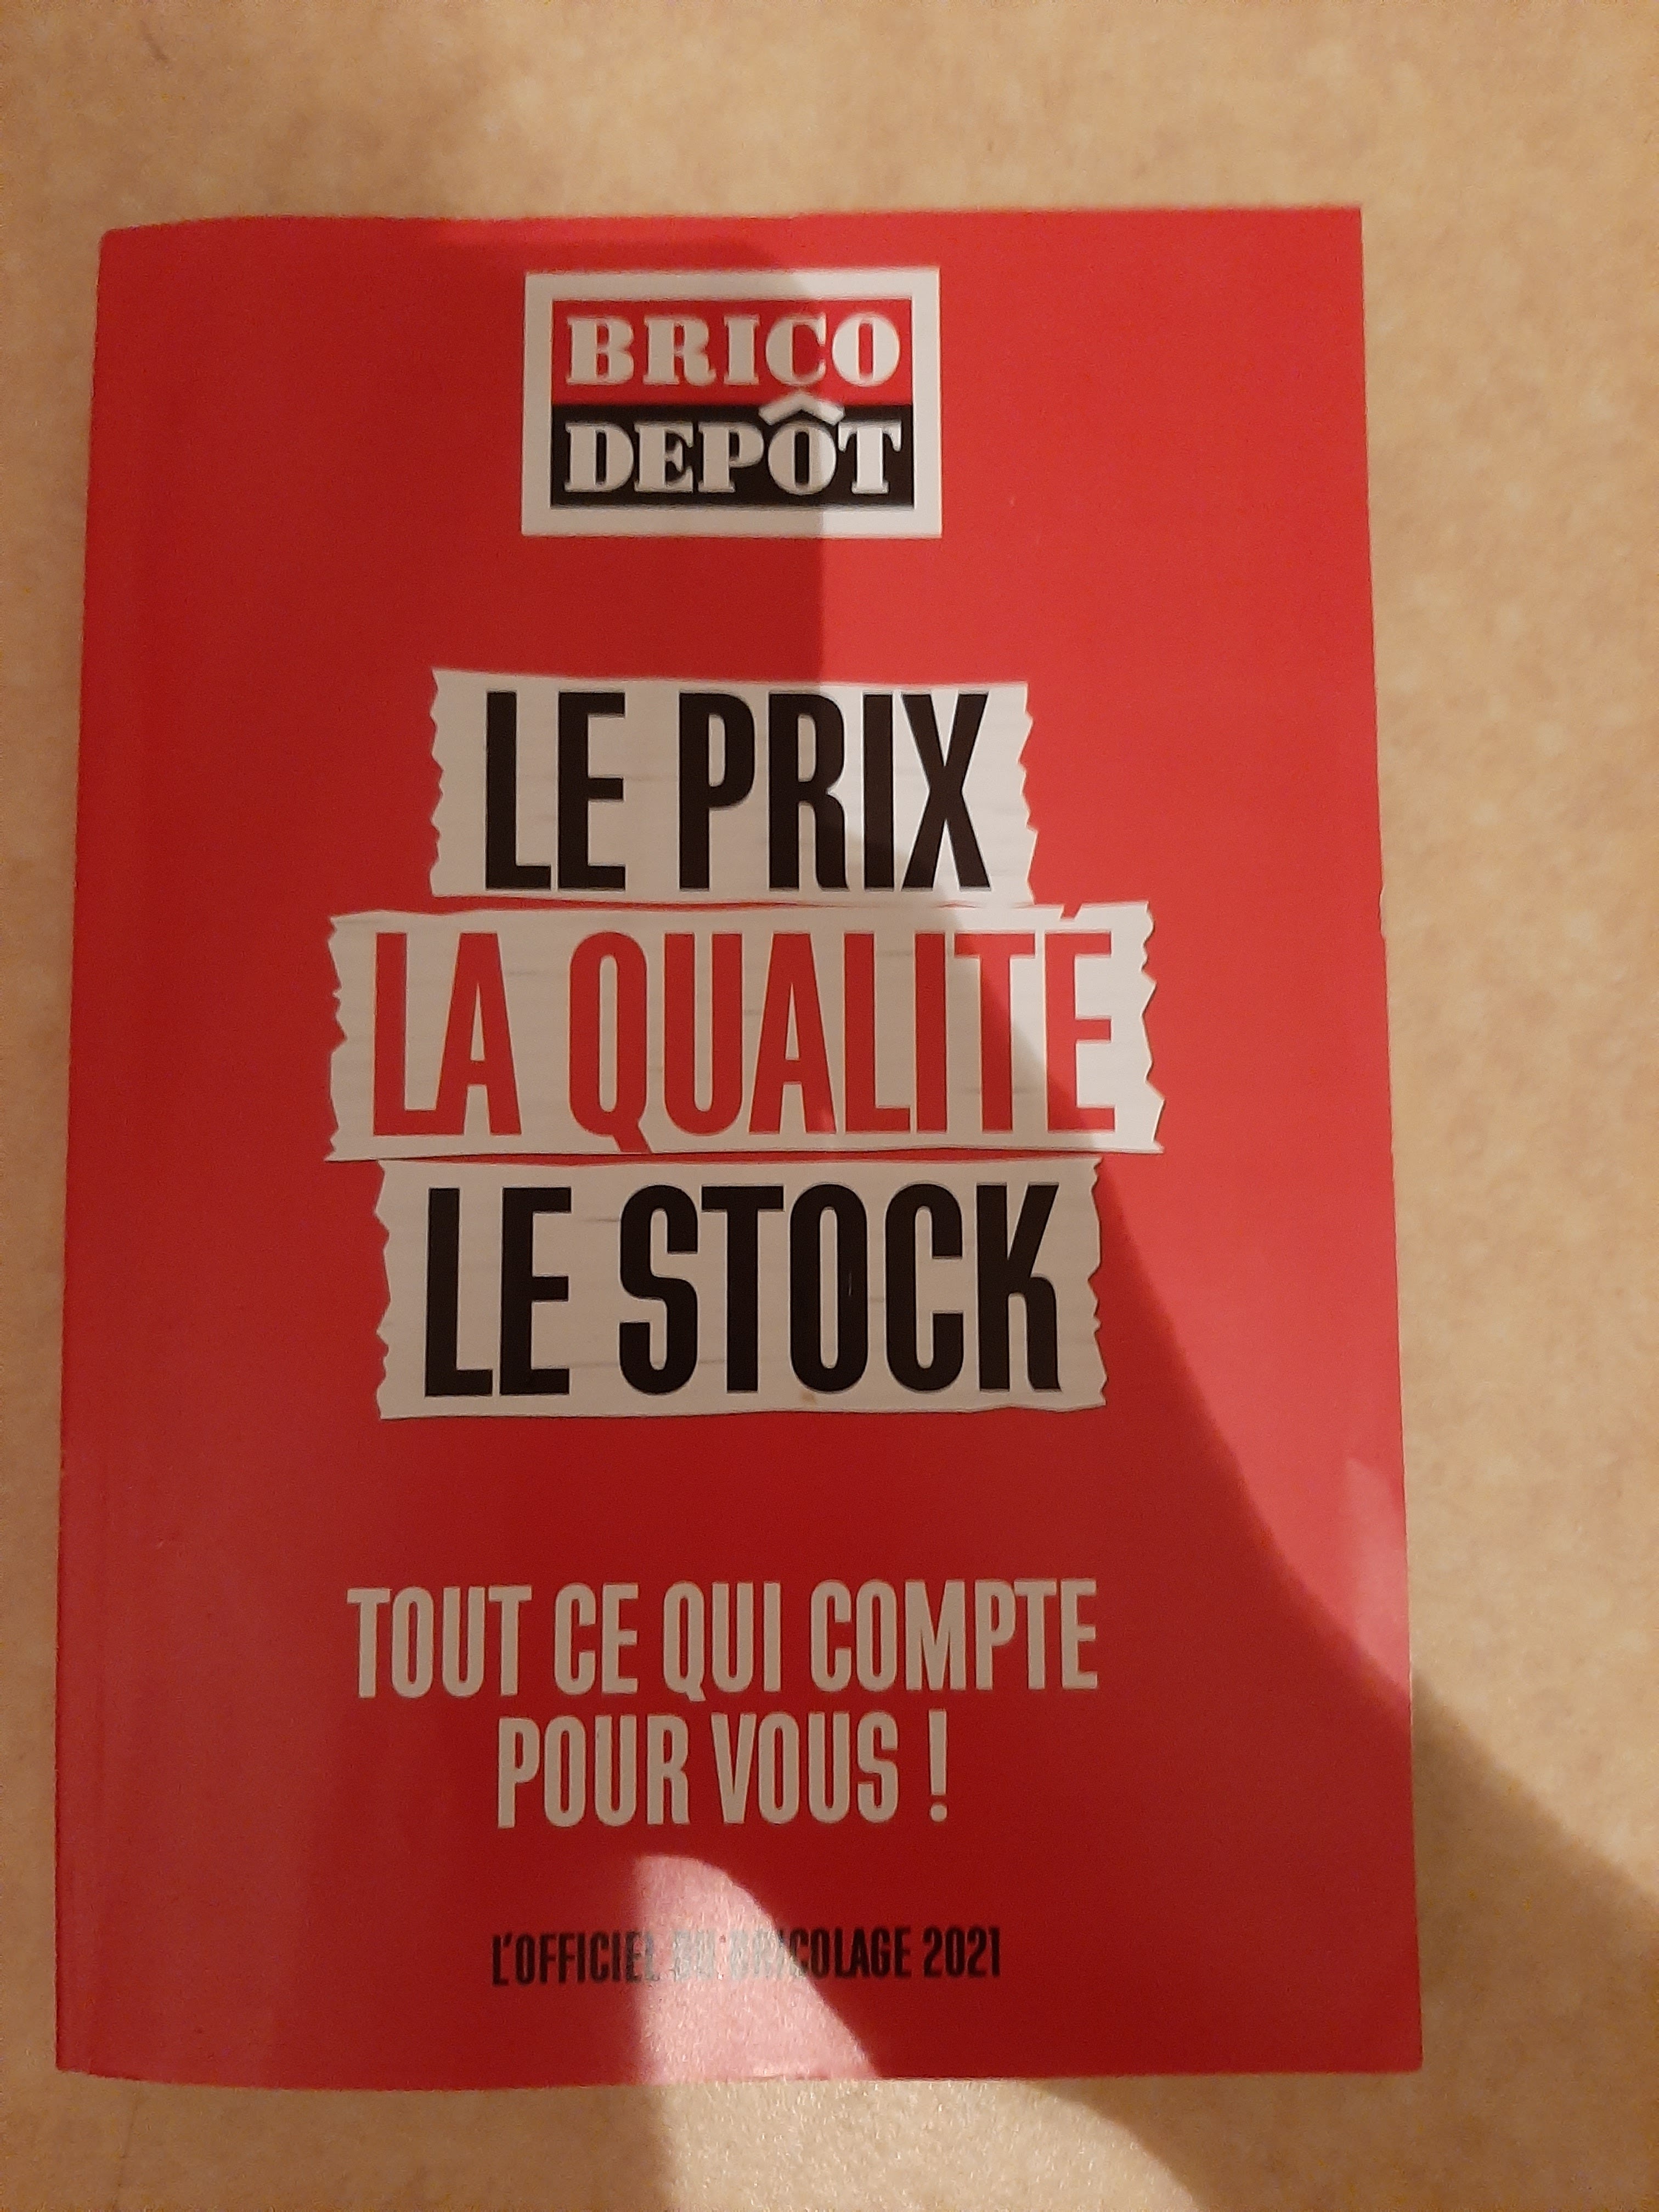 BRICO
DEPÔT
LE PRIX
LA QUALITÉ
LE STOCK
TOUT CE QUI COMPTE
POUR VOUS !
L'OFFICIEL DU BRICOLAGE 2021